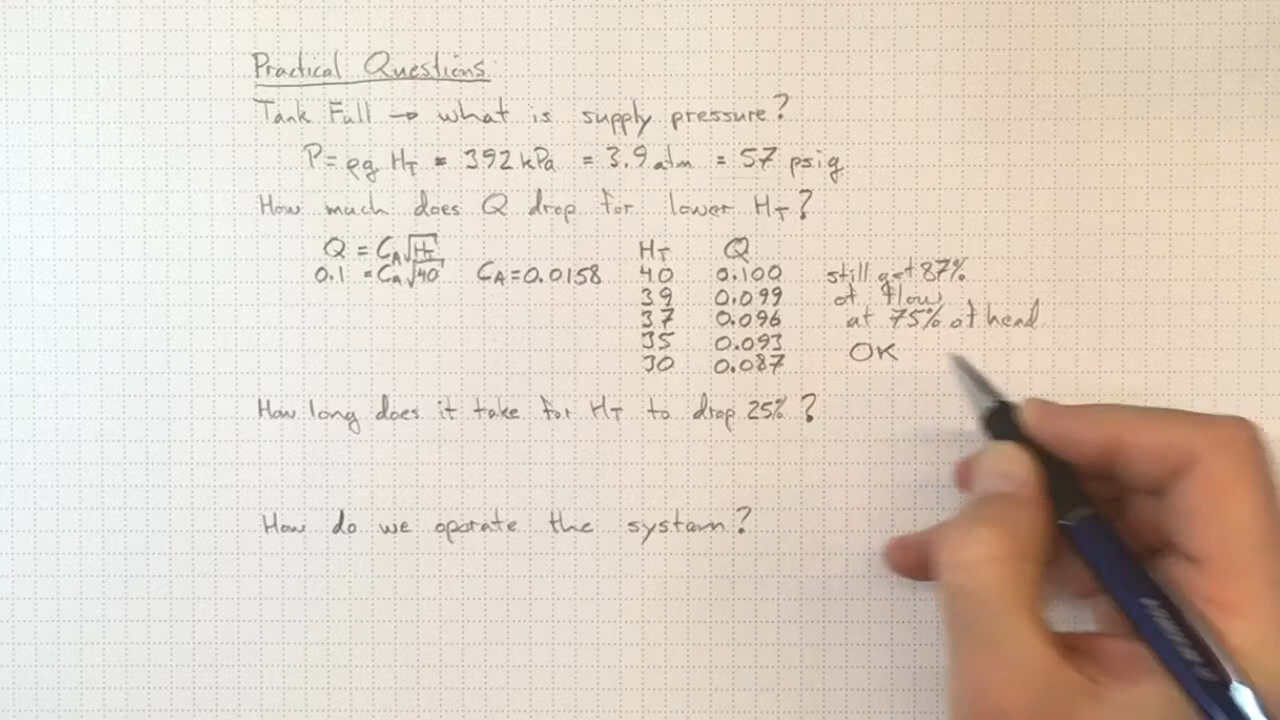 Practical Questions
Tank Full → what is supply pressure?
P = ρg H_T = 392 kPa = 3.9 atm = 57 psig
How much does Q drop for lower H_T?
Q = C_A√H_T
0.1 = C_A√40 C_A = 0.0158
H_T Q
40 0.100
39 0.099
37 0.096
35 0.093
30 0.087
still get 87%
of flow
at 75% of head
OK
How long does it take for H_T to drop 25%?
How do we operate the system?